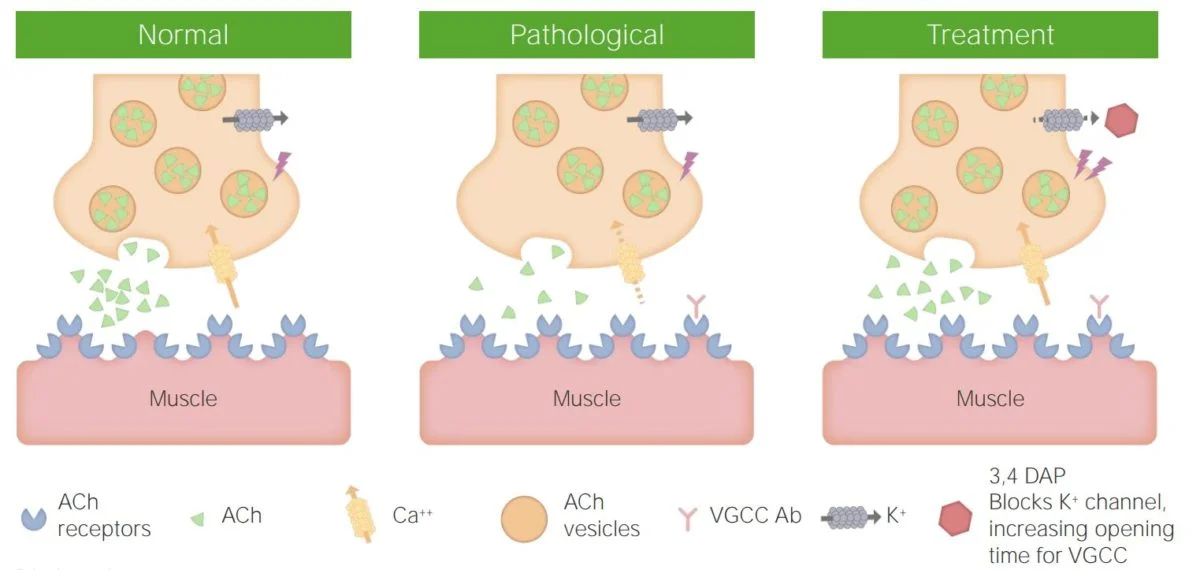 Normal
Pathological
Treatment
Muscle
Muscle
Muscle
ACh
receptors
ACh
Ca⁺⁺
ACh
vesicles
VGCC Ab
K⁺
3,4 DAP
Blocks K⁺ channel,
increasing opening
time for VGCC